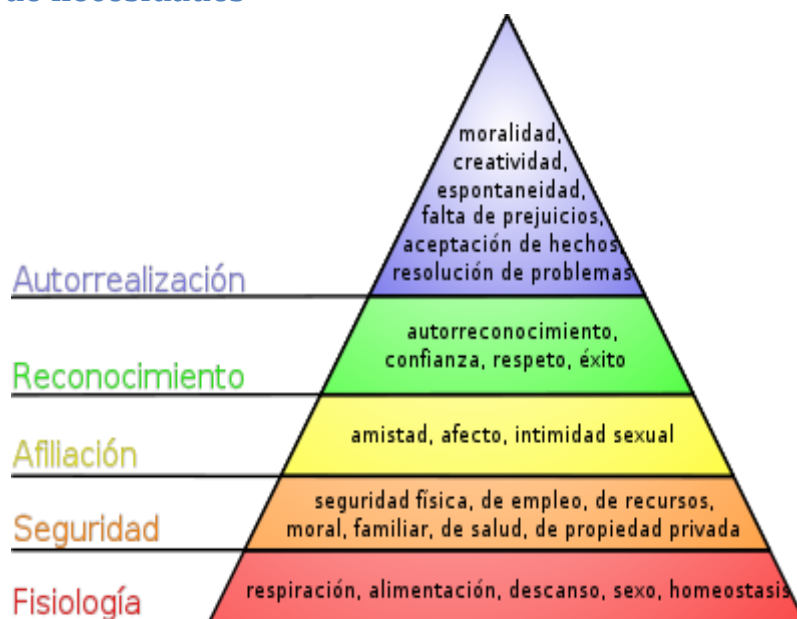 de necesidades
moralidad,
creatividad,
espontaneidad,
falta de prejuicios,
aceptación de hechos,
resolución de problemas
Autorrealización
autorreconocimiento,
confianza, respeto, éxito
Reconocimiento
amistad, afecto, intimidad sexual
Afiliación
seguridad física, de empleo, de recursos,
moral, familiar, de salud, de propiedad privada
Seguridad
respiración, alimentación, descanso, sexo, homeostasis
Fisiología